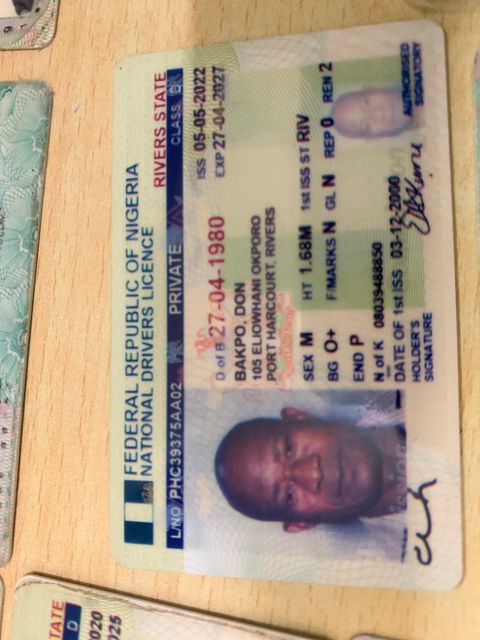 STATE
D
2020
2025
FEDERAL REPUBLIC OF NIGERIA
NATIONAL DRIVERS LICENCE
RIVERS STATE
L/NO PHC39375AA02 PRIVATE CLASS B
ISS 05-05-2022
D of B 27-04-1980 EXP 27-04-2027
BAKPO, DON
105 ELIOWHANI OKPORO
PORT HARCOURT, RIVERS
SEX M HT 1.68M 1st ISS ST RIV
BG O+ F/MARKS N GL N REP 0 REN 2
END P
N of K 08039488850
DATE OF 1st ISS 03-12-2000
HOLDER'S
SIGNATURE
AUTHORISED
SIGNATORY